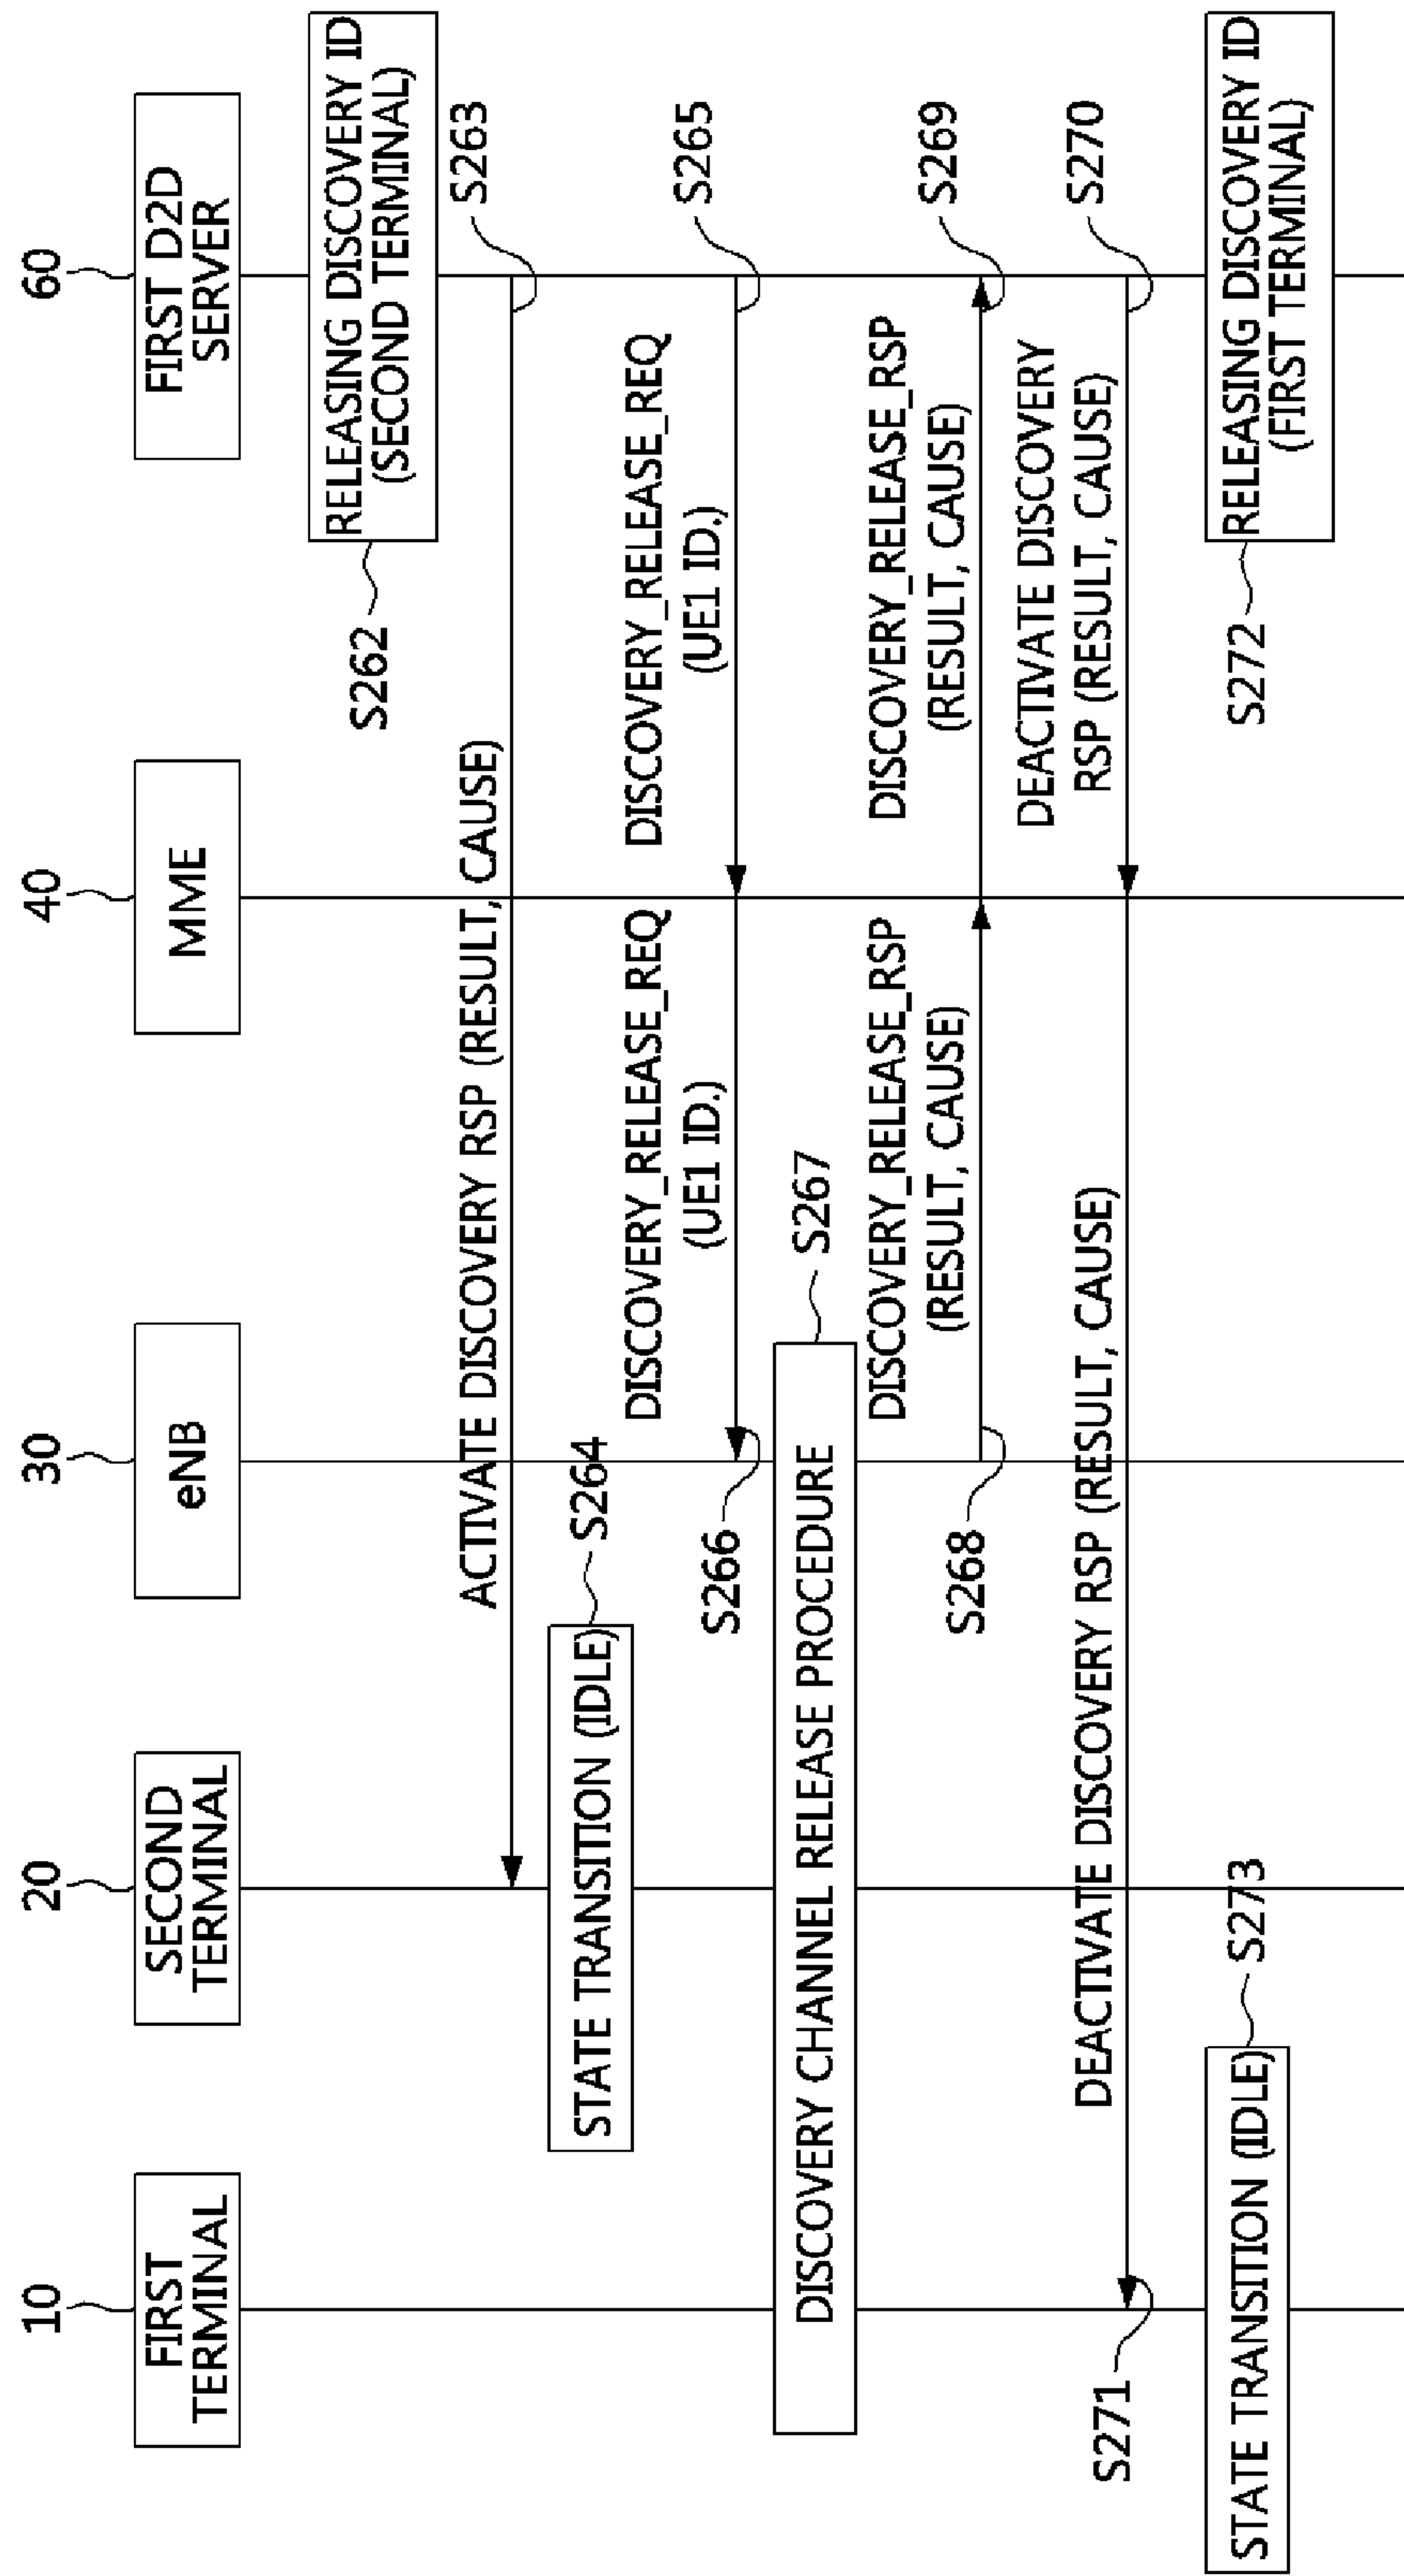 10
20
30
40
60
FIRST
TERMINAL
SECOND
TERMINAL
eNB
MME
FIRST D2D
SERVER
RELEASING DISCOVERY ID
(SECOND TERMINAL)
S262
ACTIVATE DISCOVERY RSP (RESULT, CAUSE)
S263
STATE TRANSITION (IDLE)
S264
DISCOVERY_RELEASE_REQ
(UE1 ID.)
S265
DISCOVERY_RELEASE_REQ
(UE1 ID.)
S266
DISCOVERY CHANNEL RELEASE PROCEDURE
S267
DISCOVERY_RELEASE_RSP
(RESULT, CAUSE)
S268
DISCOVERY_RELEASE_RSP
(RESULT, CAUSE)
S269
DEACTIVATE DISCOVERY
RSP (RESULT, CAUSE)
S270
DEACTIVATE DISCOVERY RSP (RESULT, CAUSE)
S271
RELEASING DISCOVERY ID
(FIRST TERMINAL)
S272
STATE TRANSITION (IDLE)
S273